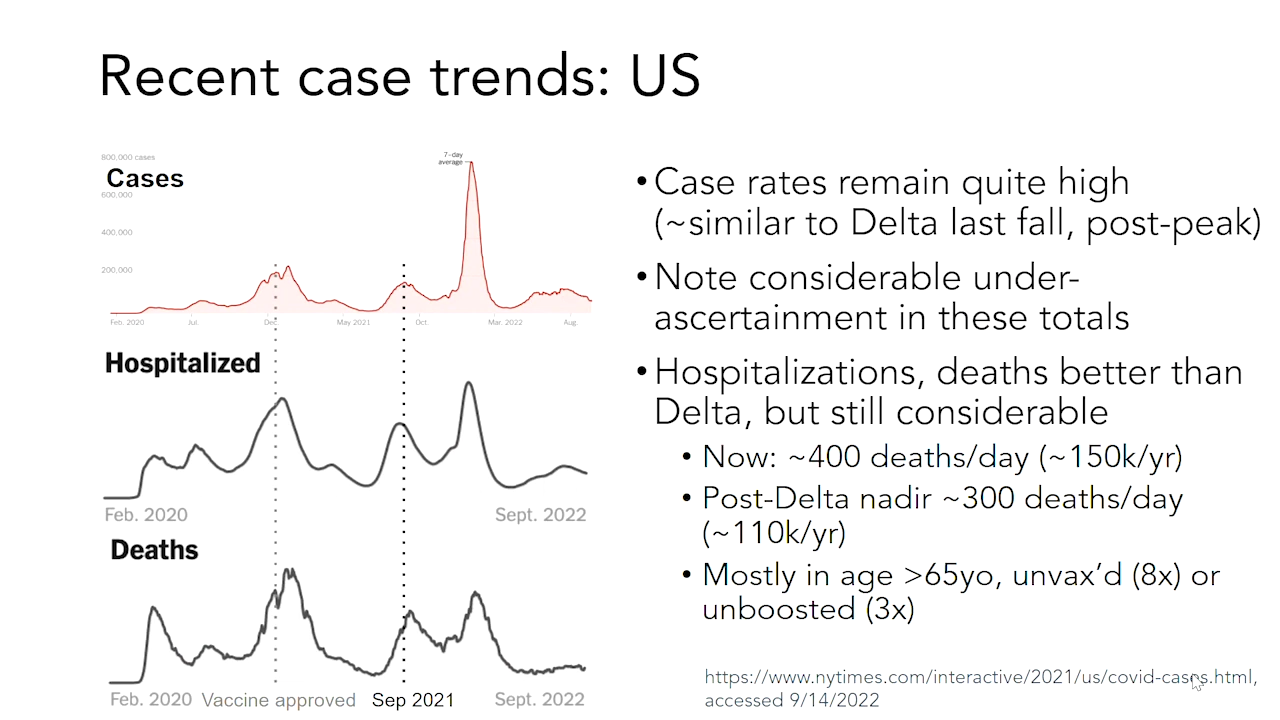 Recent case trends: US
800,000 cases
Cases
600,000
400,000
200,000
7-day
average
Feb. 2020 Jul. Dec. May 2021 Oct. Mar. 2022 Aug.
Hospitalized
Feb. 2020 Sept. 2022
Deaths
Feb. 2020 Vaccine approved Sep 2021 Sept. 2022
• Case rates remain quite high
(~similar to Delta last fall, post-peak)
• Note considerable under-
ascertainment in these totals
• Hospitalizations, deaths better than
Delta, but still considerable
• Now: ~400 deaths/day (~150k/yr)
• Post-Delta nadir ~300 deaths/day
(~110k/yr)
• Mostly in age >65yo, unvax’d (8x) or
unboosted (3x)
https://www.nytimes.com/interactive/2021/us/covid-cases.html,
accessed 9/14/2022